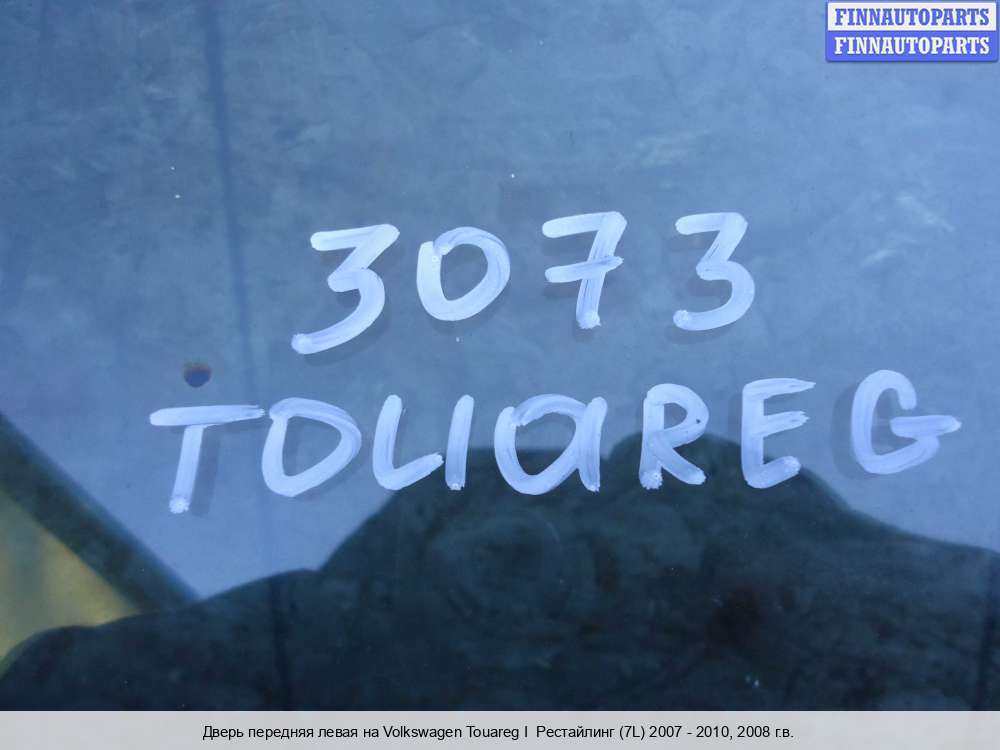 FINNAUTOPARTS
FINNAUTOPARTS
3073
TOUAREG
Дверь передняя левая на Volkswagen Touareg I Рестайлинг (7L) 2007 - 2010, 2008 г.в.